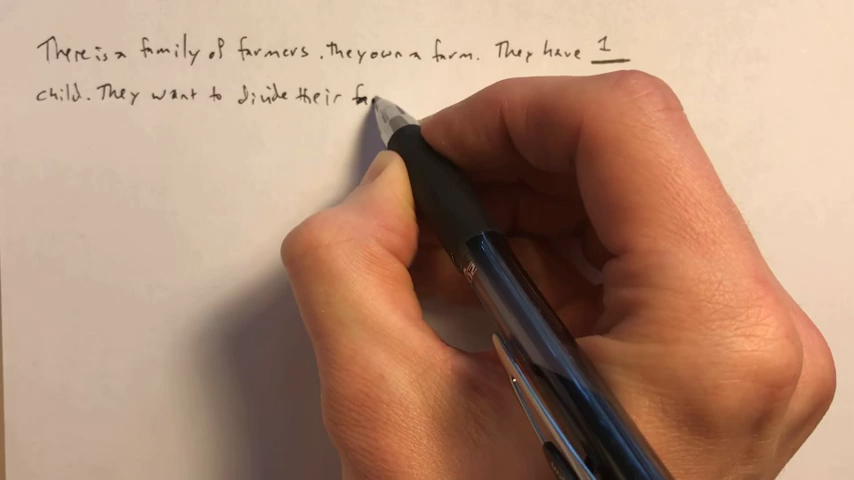 There is a family of farmers. they own a farm. They have 1
child. They want to divide their